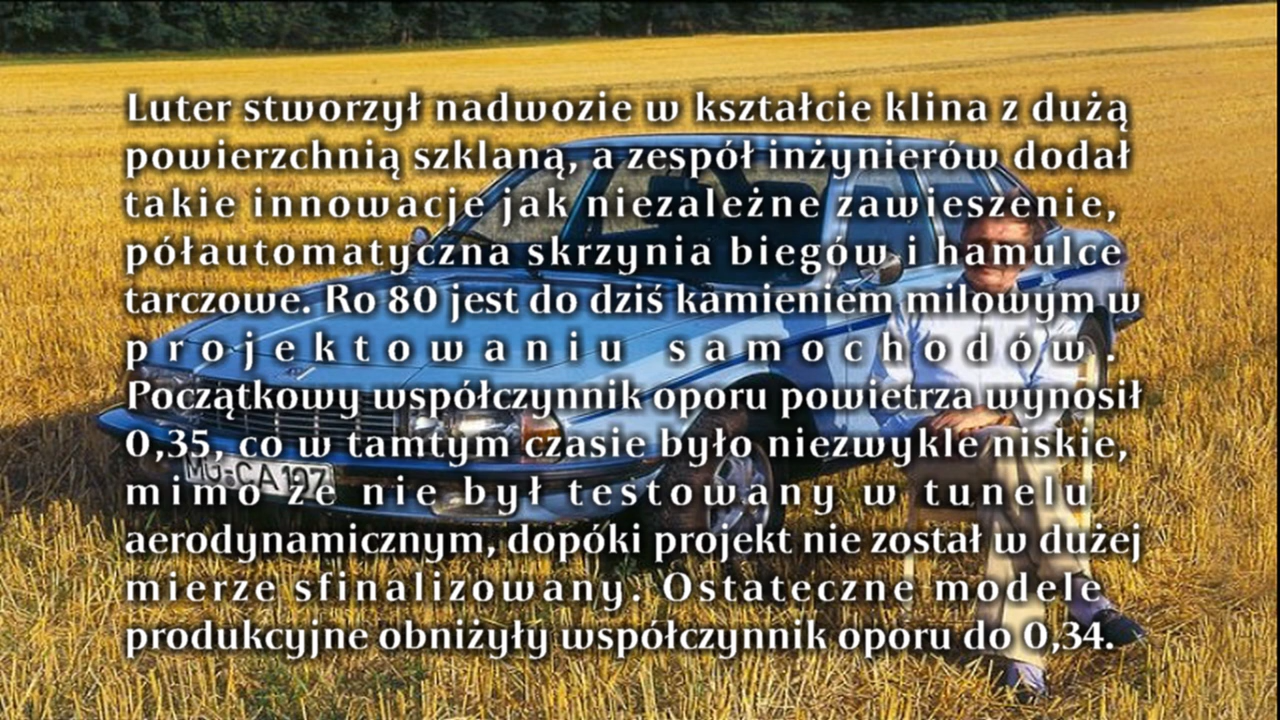 Luter stworzył nadwozie w kształcie klina z dużą
powierzchnią szklaną, a zespół inżynierów dodał
takie innowacje jak niezależne zawieszenie,
półautomatyczna skrzynia biegów i hamulce
tarczowe. Ro 80 jest do dziś kamieniem milowym w
projektowaniu samochodów.
Początkowy współczynnik oporu powietrza wynosił
0,35, co w tamtym czasie było niezwykle niskie,
mimo że nie był testowany w tunelu
aerodynamicznym, dopóki projekt nie został w dużej
mierze sfinalizowany. Ostateczne modele
produkcyjne obniżyły współczynnik oporu do 0,34.
MG-CA 197